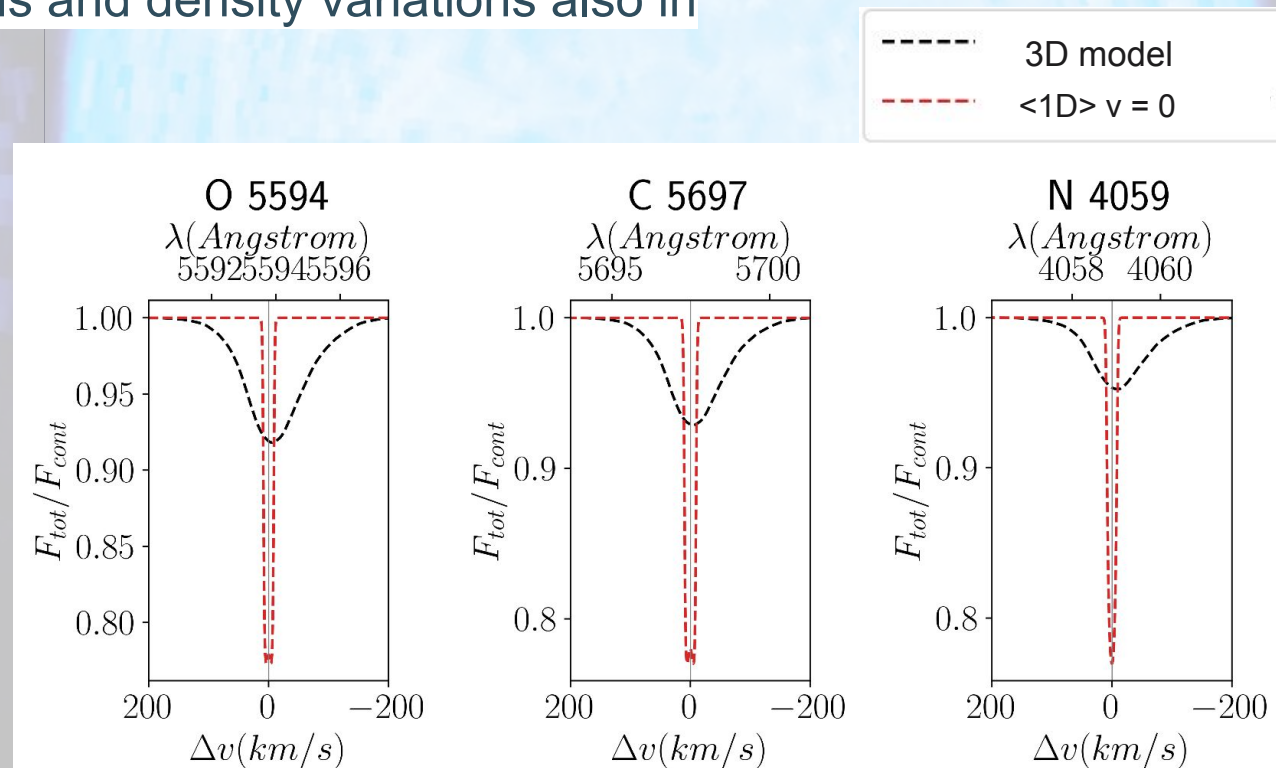 s and density variations also in
3D model
<1D> v = 0
O 5594
λ(Angstrom)
5592 5594 5596
1.00
0.95
0.90
0.85
0.80
F_tot/F_cont
200 0 −200
Δv(km/s)
C 5697
λ(Angstrom)
5695 5700
1.0
0.9
0.8
F_tot/F_cont
200 0 −200
Δv(km/s)
N 4059
λ(Angstrom)
4058 4060
1.0
0.9
0.8
F_tot/F_cont
200 0 −200
Δv(km/s)